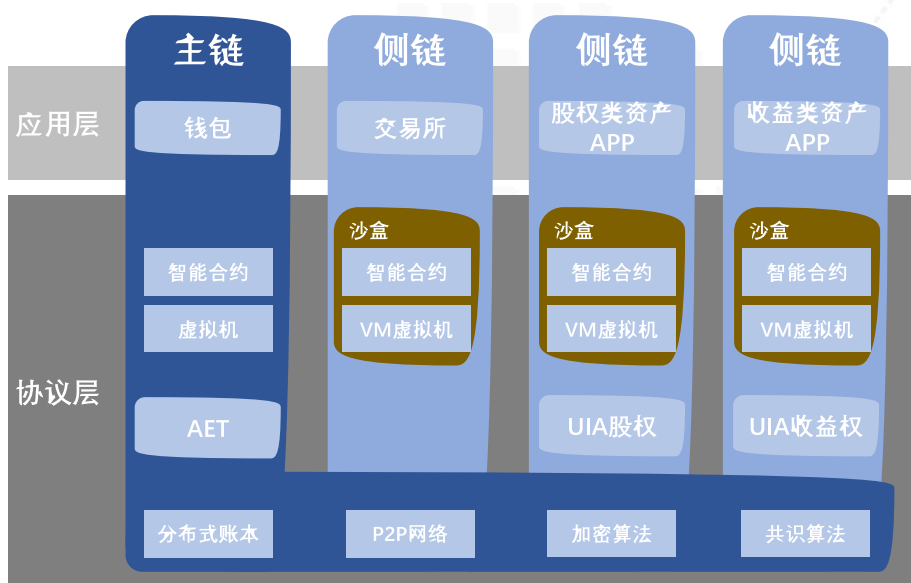 主链
侧链
侧链
侧链
应用层
钱包
交易所
股权类资产
APP
收益类资产
APP
沙盒
沙盒
沙盒
智能合约
智能合约
智能合约
智能合约
虚拟机
VM虚拟机
VM虚拟机
VM虚拟机
协议层
AET
UIA股权
UIA收益权
分布式账本
P2P网络
加密算法
共识算法